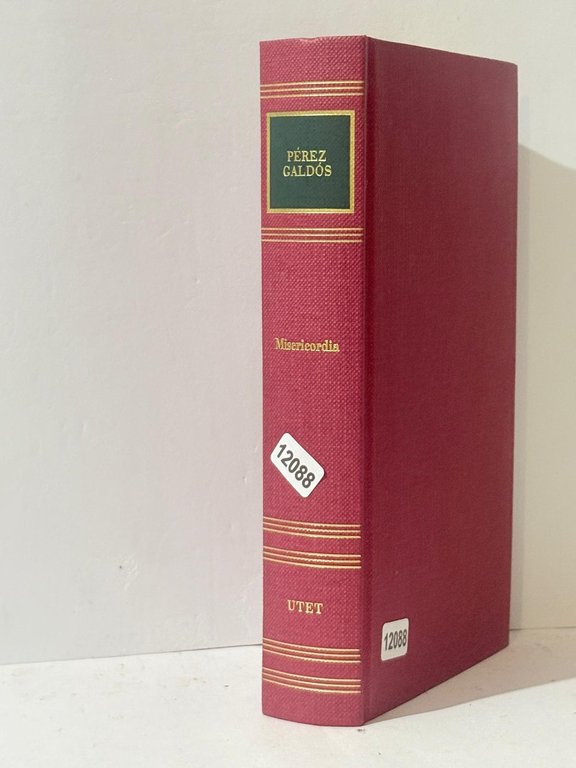 PÉREZ
GALDÓS
Misericordia
12088
UTET
12088